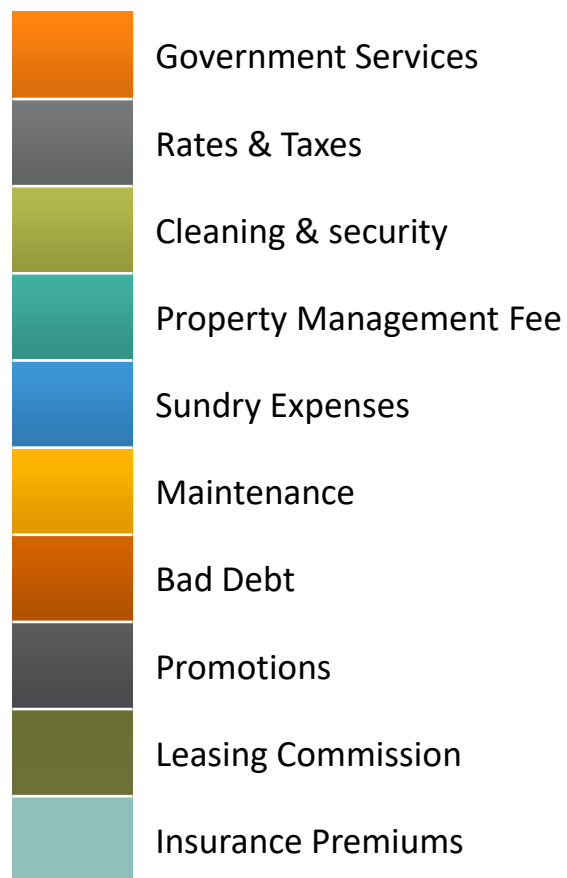 Government Services
Rates & Taxes
Cleaning & security
Property Management Fee
Sundry Expenses
Maintenance
Bad Debt
Promotions
Leasing Commission
Insurance Premiums